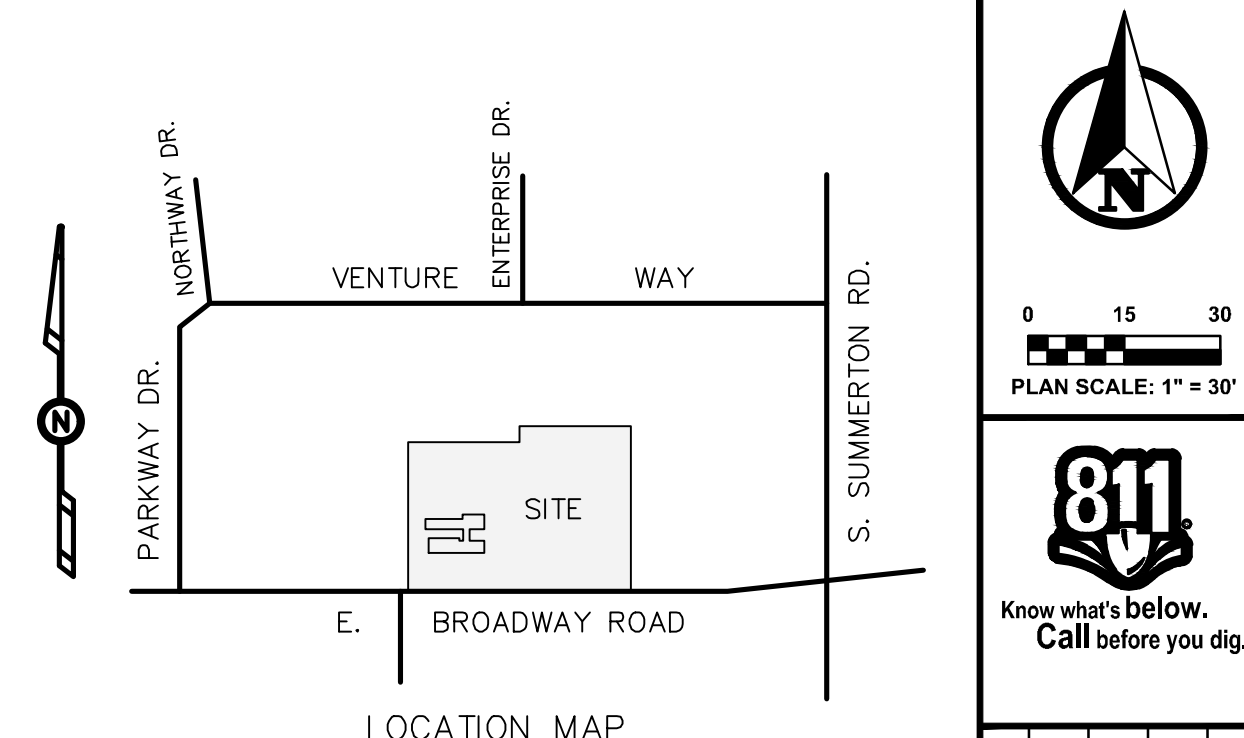 NORTHWAY DR.
ENTERPRISE DR.
VENTURE WAY
S. SUMMERTON RD.
PARKWAY DR.
N
SITE
E. BROADWAY ROAD
LOCATION MAP
N
0 15 30
PLAN SCALE: 1" = 30'
811®
Know what's below.
Call before you dig.